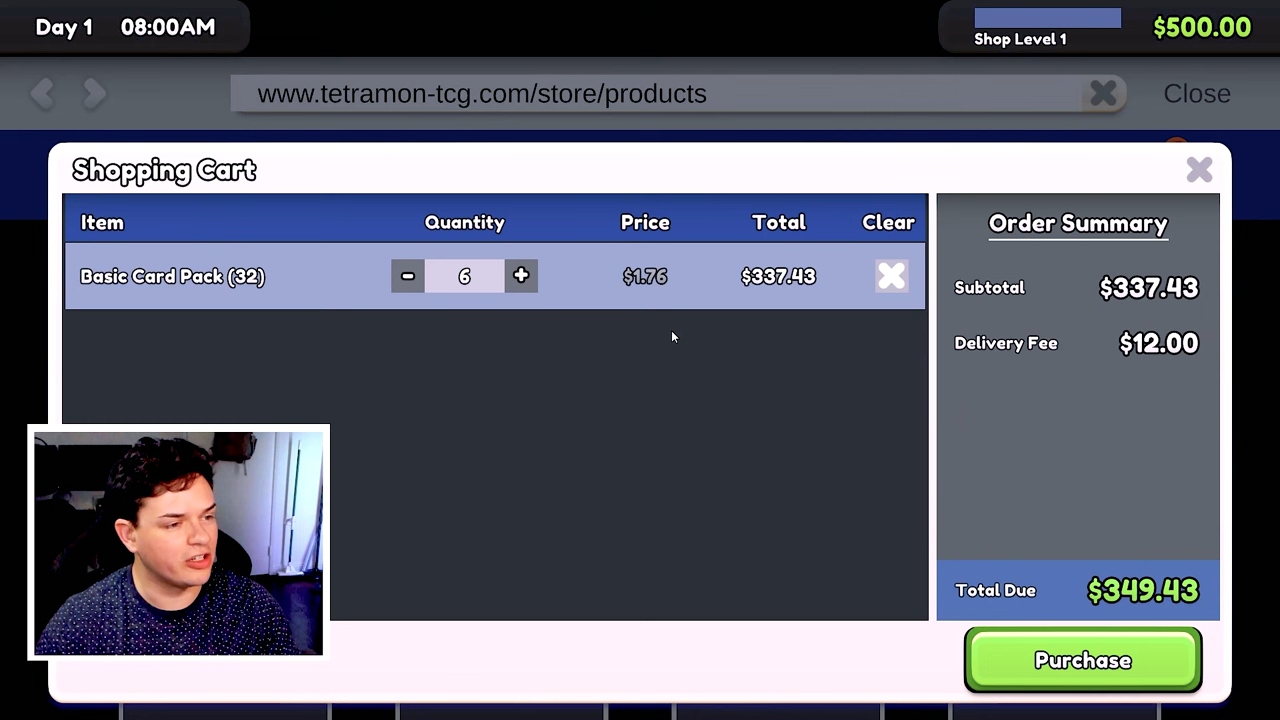 Day 1 08:00AM
Shop Level 1
$500.00
www.tetramon-tcg.com/store/products
Close
Shopping Cart
Item Quantity Price Total Clear
Basic Card Pack (32) - 6 + $1.76 $337.43
Order Summary
Subtotal $337.43
Delivery Fee $12.00
Total Due $349.43
Purchase